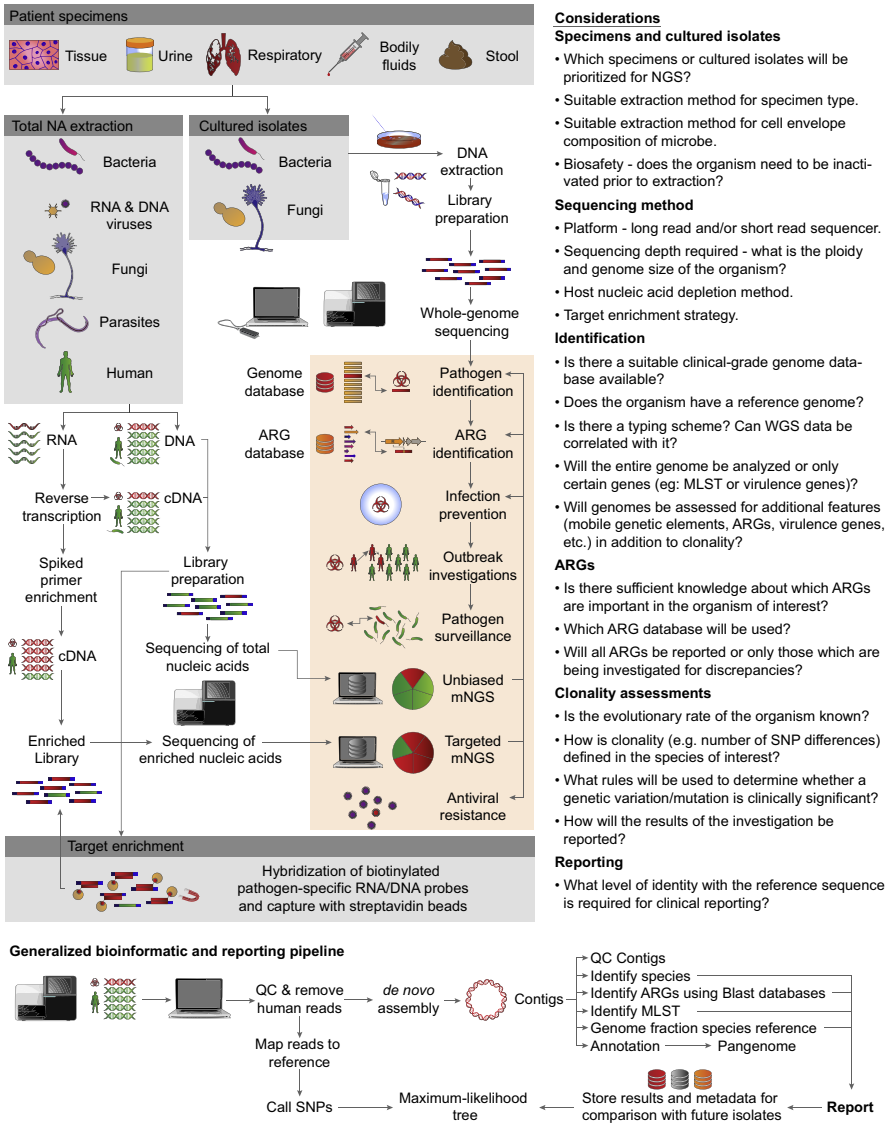 Patient specimens
Tissue
Urine
Respiratory
Bodily
fluids
Stool
Total NA extraction
Bacteria
RNA & DNA
viruses
Fungi
Parasites
Human
Cultured isolates
Bacteria
Fungi
DNA
extraction
Library
preparation
Whole-genome
sequencing
Genome
database
Pathogen
identification
ARG
database
ARG
identification
Infection
prevention
Outbreak
investigations
Pathogen
surveillance
Unbiased
mNGS
Targeted
mNGS
Antiviral
resistance
RNA
DNA
Reverse
transcription
cDNA
Spiked
primer
enrichment
Library
preparation
cDNA
Sequencing of total
nucleic acids
Enriched
Library
Sequencing of
enriched nucleic acids
Target enrichment
Hybridization of biotinylated
pathogen-specific RNA/DNA probes
and capture with streptavidin beads
Considerations
Specimens and cultured isolates
• Which specimens or cultured isolates will be
prioritized for NGS?
• Suitable extraction method for specimen type.
• Suitable extraction method for cell envelope
composition of microbe.
• Biosafety - does the organism need to be inacti-
vated prior to extraction?
Sequencing method
• Platform - long read and/or short read sequencer.
• Sequencing depth required - what is the ploidy
and genome size of the organism?
• Host nucleic acid depletion method.
• Target enrichment strategy.
Identification
• Is there a suitable clinical-grade genome data-
base available?
• Does the organism have a reference genome?
• Is there a typing scheme? Can WGS data be
correlated with it?
• Will the entire genome be analyzed or only
certain genes (eg: MLST or virulence genes)?
• Will genomes be assessed for additional features
(mobile genetic elements, ARGs, virulence genes,
etc.) in addition to clonality?
ARGs
• Is there sufficient knowledge about which ARGs
are important in the organism of interest?
• Which ARG database will be used?
• Will all ARGs be reported or only those which are
being investigated for discrepancies?
Clonality assessments
• Is the evolutionary rate of the organism known?
• How is clonality (e.g. number of SNP differences)
defined in the species of interest?
• What rules will be used to determine whether a
genetic variation/mutation is clinically significant?
• How will the results of the investigation be
reported?
Reporting
• What level of identity with the reference sequence
is required for clinical reporting?
Generalized bioinformatic and reporting pipeline
QC & remove
human reads
de novo
assembly
Contigs
QC Contigs
Identify species
Identify ARGs using Blast databases
Identify MLST
Genome fraction species reference
Annotation
Pangenome
Map reads to
reference
Call SNPs
Maximum-likelihood
tree
Store results and metadata for
comparison with future isolates
Report